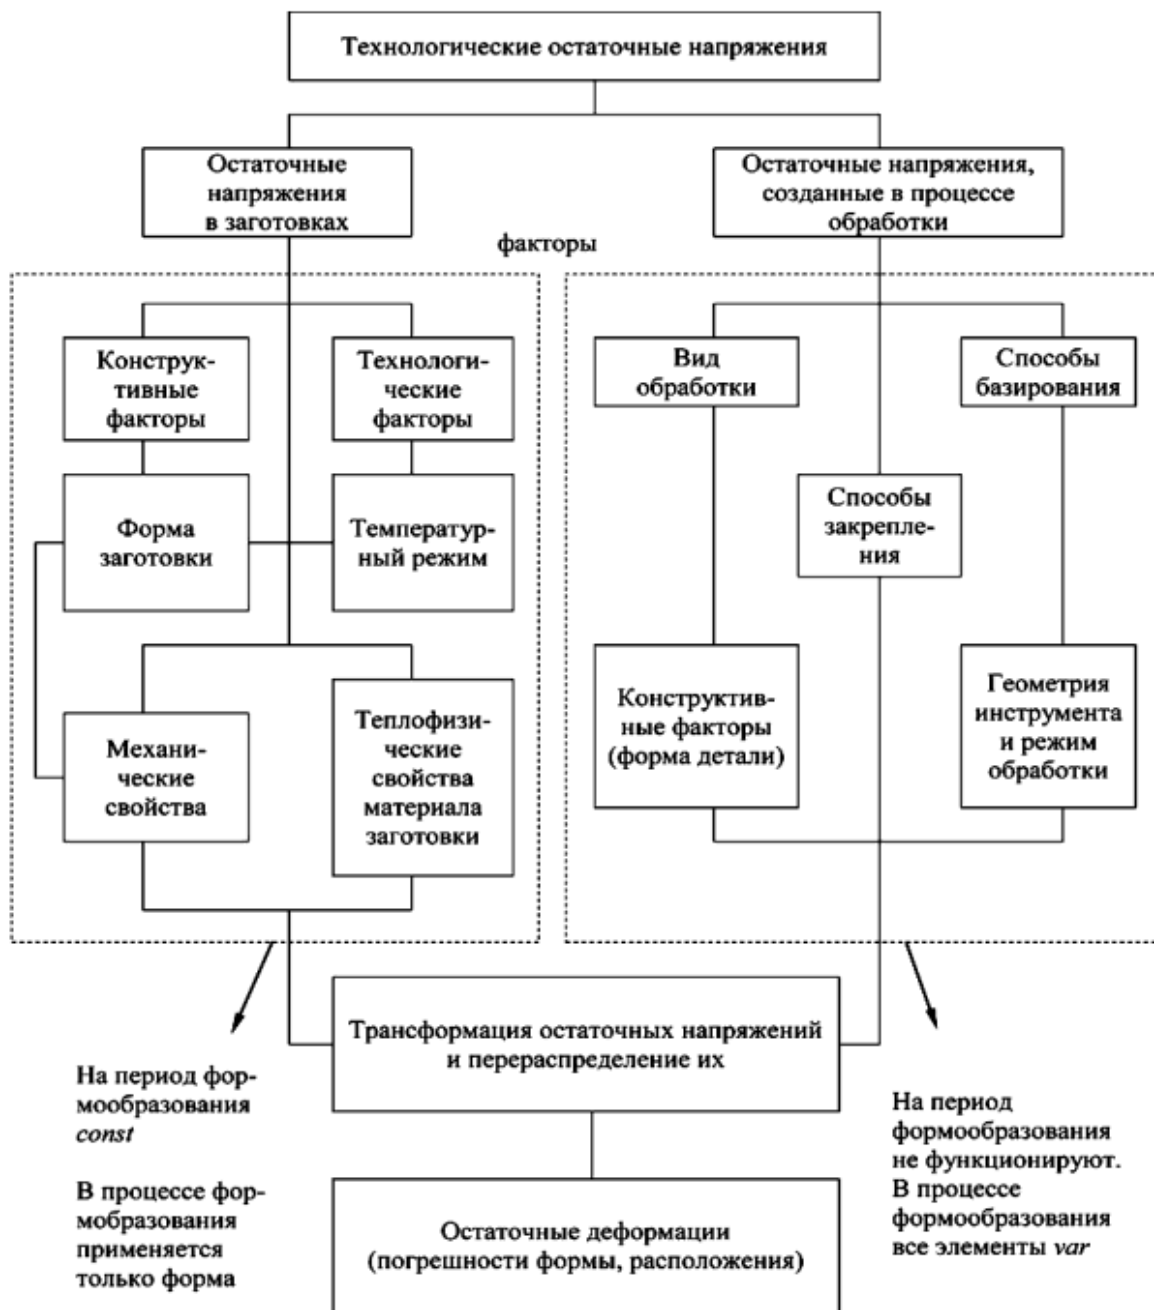 Технологические остаточные напряжения
Остаточные
напряжения
в заготовках
Остаточные напряжения,
созданные в процессе
обработки
факторы
Конструк-
тивные
факторы
Технологи-
ческие
факторы
Вид
обработки
Способы
базирования
Форма
заготовки
Температур-
ный режим
Способы
закрепле-
ния
Механи-
ческие
свойства
Теплофизи-
ческие
свойства
материала
заготовки
Конструктив-
ные факторы
(форма детали)
Геометрия
инструмента
и режим
обработки
Трансформация остаточных напряжений
и перераспределение их
На период фор-
мообразования
const
В процессе фор-
мобразования
применяется
только форма
На период
формообразования
не функционируют.
В процессе
формообразования
все элементы var
Остаточные деформации
(погрешности формы, расположения)